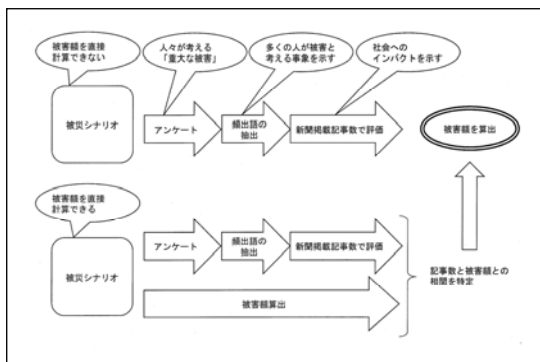 被害額を直接
計算できない
人々が考える
「重大な被害」
多くの人が被害と
考える事象を示す
社会への
インパクトを示す
被災シナリオ
アンケート
頻出語の
抽出
新聞掲載記事数で評価
被害額を算出
被害額を直接
計算できる
被災シナリオ
アンケート
頻出語の
抽出
新聞掲載記事数で評価
被害額算出
記事数と被害額との
相関を特定